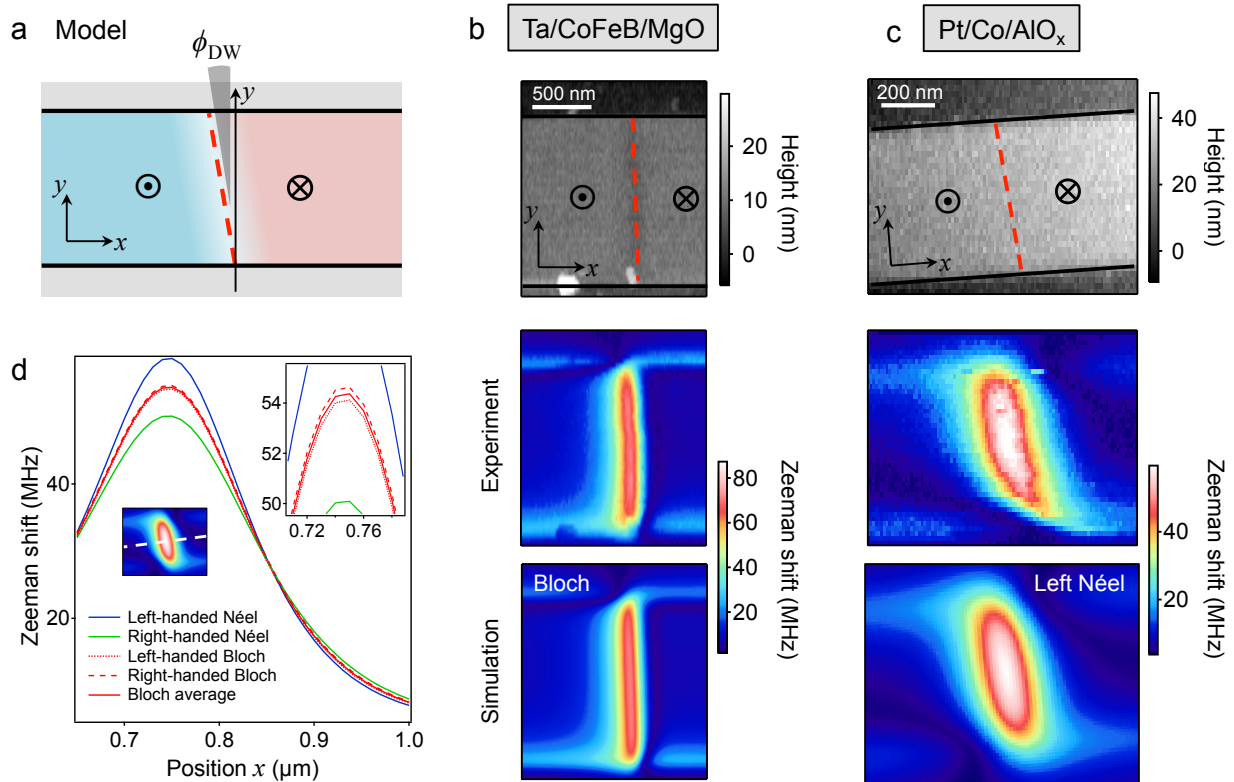 a Model
ϕDW
y
y
x
b Ta/CoFeB/MgO
500 nm
y
x
20
10
0
Height (nm)
c Pt/Co/AlOx
200 nm
y
x
40
20
0
Height (nm)
Experiment
80
60
40
20
Zeeman shift (MHz)
40
20
Zeeman shift (MHz)
Simulation
Bloch
Left Néel
d
Zeeman shift (MHz)
40
20
54
52
50
0.72
0.76
Left-handed Néel
Right-handed Néel
Left-handed Bloch
Right-handed Bloch
Bloch average
0.7
0.8
0.9
1.0
Position x (µm)